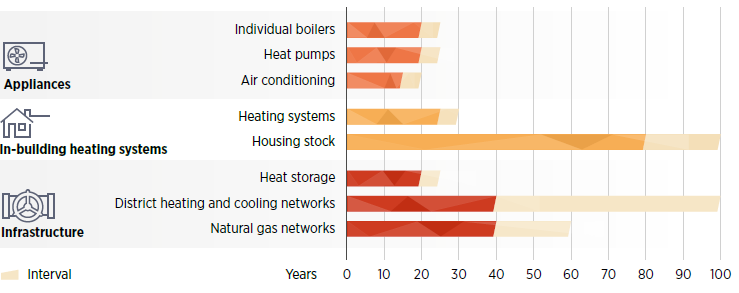 Individual boilers
Heat pumps
Air conditioning
Appliances
Heating systems
Housing stock
In-building heating systems
Heat storage
District heating and cooling networks
Natural gas networks
Infrastructure
Interval
Years 0 10 20 30 40 50 60 70 80 90 100